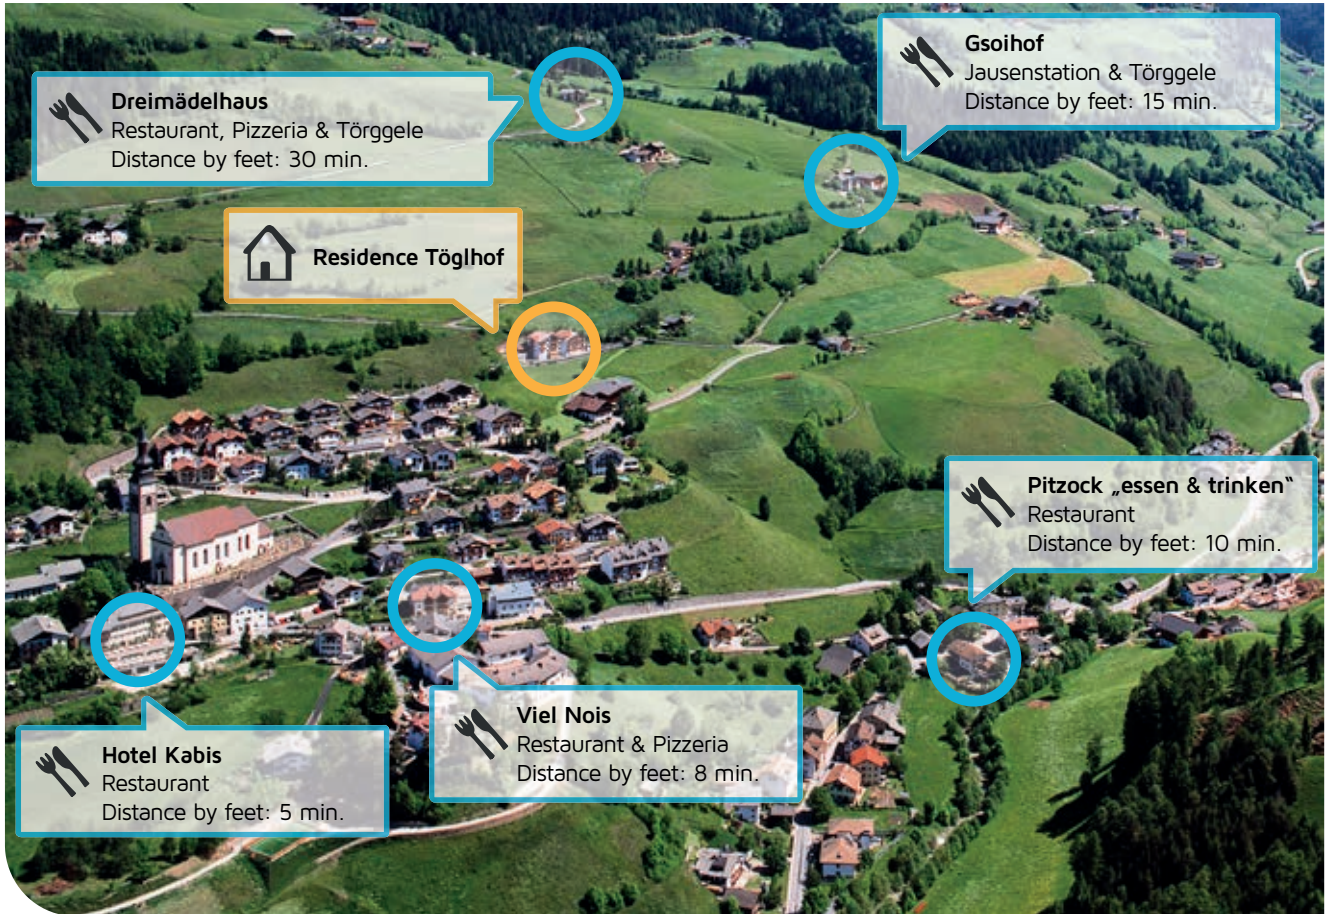 Gsoihof
Jausenstation & Törggele
Distance by feet: 15 min.
Dreimädelhaus
Restaurant, Pizzeria & Törggele
Distance by feet: 30 min.
Residence Töglhof
Pitzock „essen & trinken“
Restaurant
Distance by feet: 10 min.
Viel Nois
Restaurant & Pizzeria
Distance by feet: 8 min.
Hotel Kabis
Restaurant
Distance by feet: 5 min.